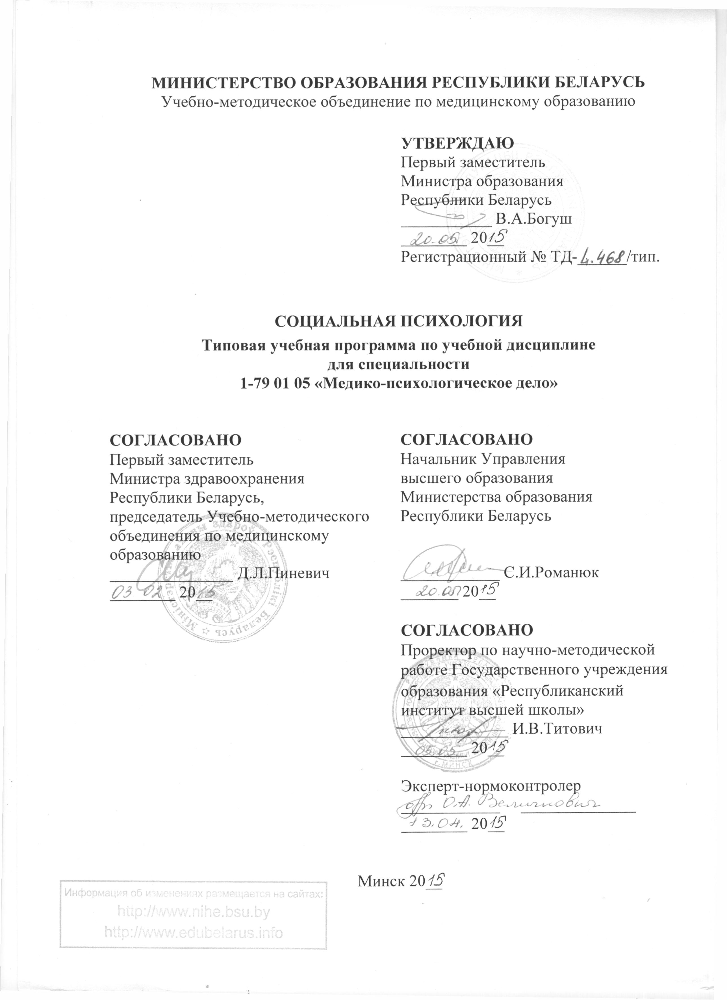 МИНИСТЕРСТВО ОБРАЗОВАНИЯ РЕСПУБЛИКИ БЕЛАРУСЬ
Учебно-методическое объединение по медицинскому образованию
УТВЕРЖДАЮ
Первый заместитель
Министра образования
Республики Беларусь
В.А.Богуш
20.05. 2015
Регистрационный № ТД-L.468/тип.
СОЦИАЛЬНАЯ ПСИХОЛОГИЯ
Типовая учебная программа по учебной дисциплине
для специальности
1-79 01 05 «Медико-психологическое дело»
СОГЛАСОВАНО
Первый заместитель
Министра здравоохранения
Республики Беларусь,
председатель Учебно-методического
объединения по медицинскому
образованию
Д.Л.Пиневич
03 02 2015
СОГЛАСОВАНО
Начальник Управления
высшего образования
Министерства образования
Республики Беларусь
С.И.Романюк
20.05 2015
СОГЛАСОВАНО
Проректор по научно-методической
работе Государственного учреждения
образования «Республиканский
институт высшей школы»
И.В.Титович
05.05. 2015
г. МИНСК
Эксперт-нормоконтролер
О.А. Величкович
13.04. 2015
Минск 2015
Информация об изменениях размещается на сайтах:
http://www.nihe.bsu.by
http://www.edubelarus.info